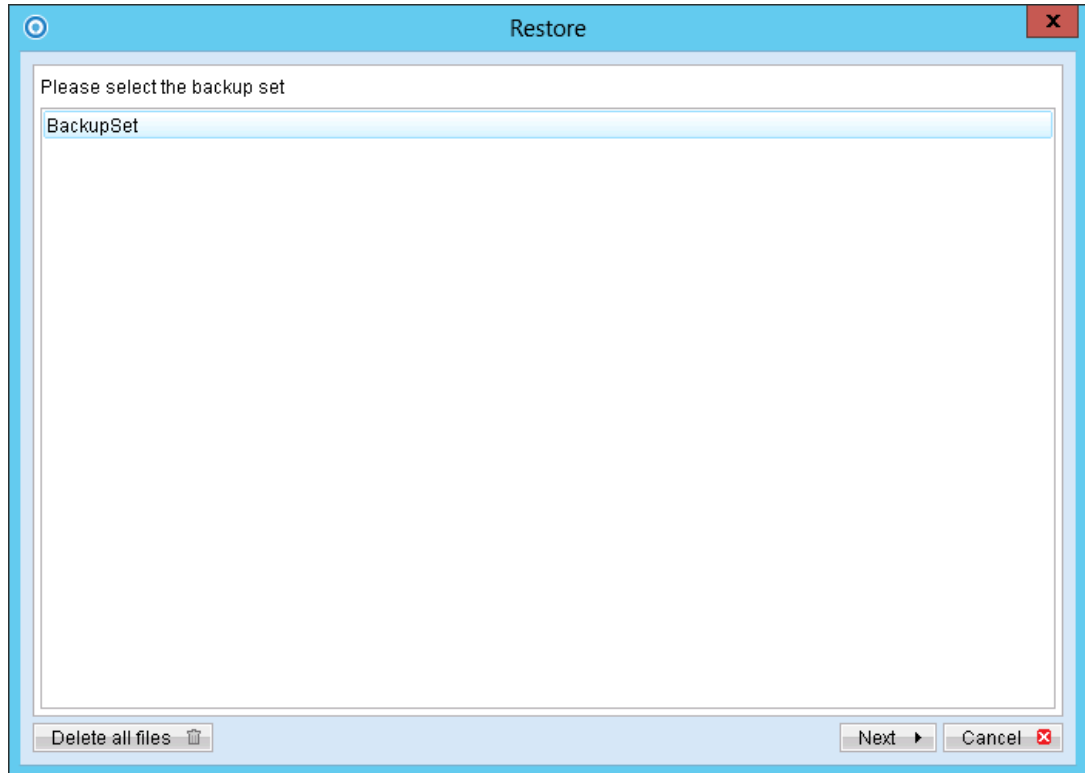 Restore
Please select the backup set
BackupSet
Delete all files
Next
Cancel